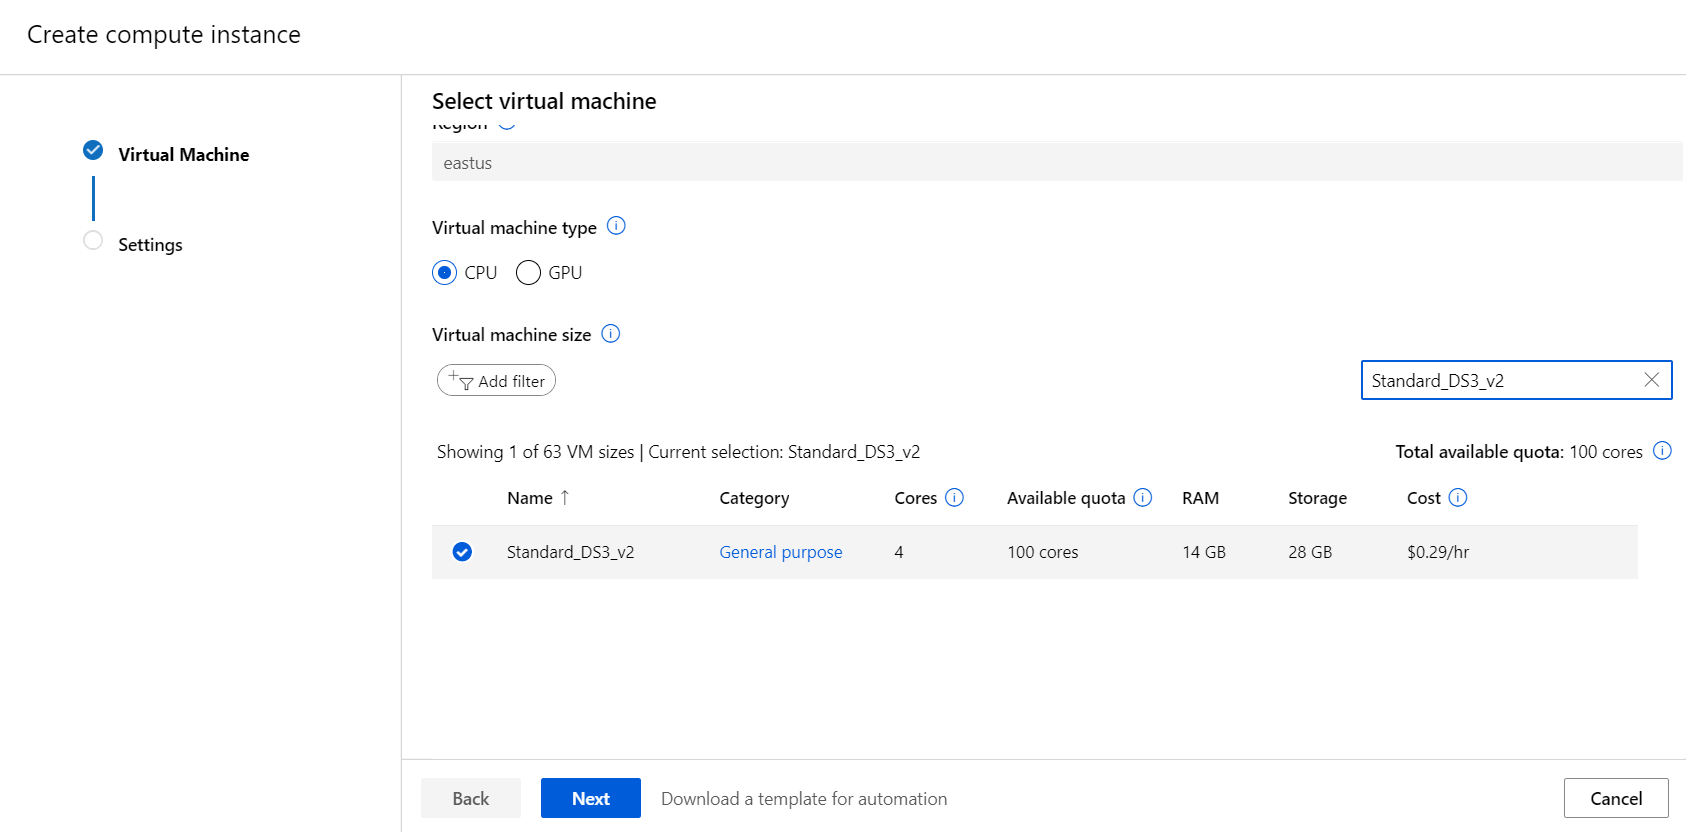 Create compute instance
Virtual Machine
Settings
Select virtual machine
Region
eastus
Virtual machine type
CPU GPU
Virtual machine size
Add filter
Standard_DS3_v2
Showing 1 of 63 VM sizes | Current selection: Standard_DS3_v2
Total available quota: 100 cores
Name ↑ Category Cores Available quota RAM Storage Cost
Standard_DS3_v2 General purpose 4 100 cores 14 GB 28 GB $0.29/hr
Back Next Download a template for automation Cancel